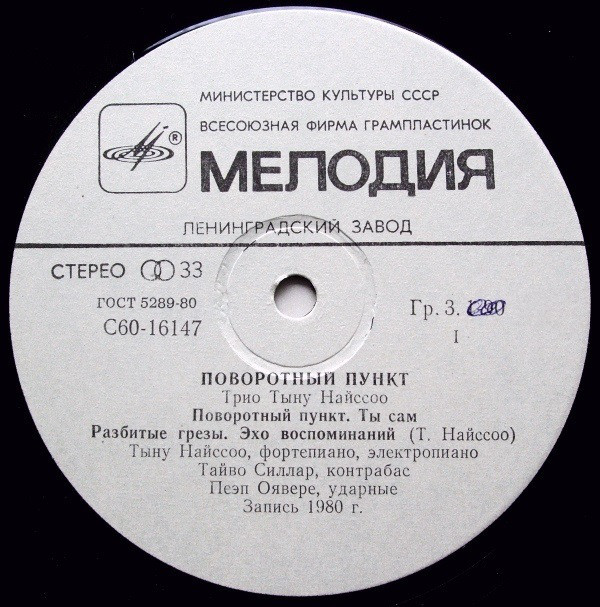 МИНИСТЕРСТВО КУЛЬТУРЫ СССР
ВСЕСОЮЗНАЯ ФИРМА ГРАМПЛАСТИНОК
®
МЕЛОДИЯ
ЛЕНИНГРАДСКИЙ ЗАВОД
СТЕРЕО 33
ГОСТ 5289-80
С60-16147
Гр. 3.
I
ПОВОРОТНЫЙ ПУНКТ
Трио Тыну Найссоо
Поворотный пункт. Ты сам
Разбитые грезы. Эхо воспоминаний (Т. Найссоо)
Тыну Найссоо, фортепиано, электропиано
Тайво Силлар, контрабас
Пеэп Оявере, ударные
Запись 1980 г.